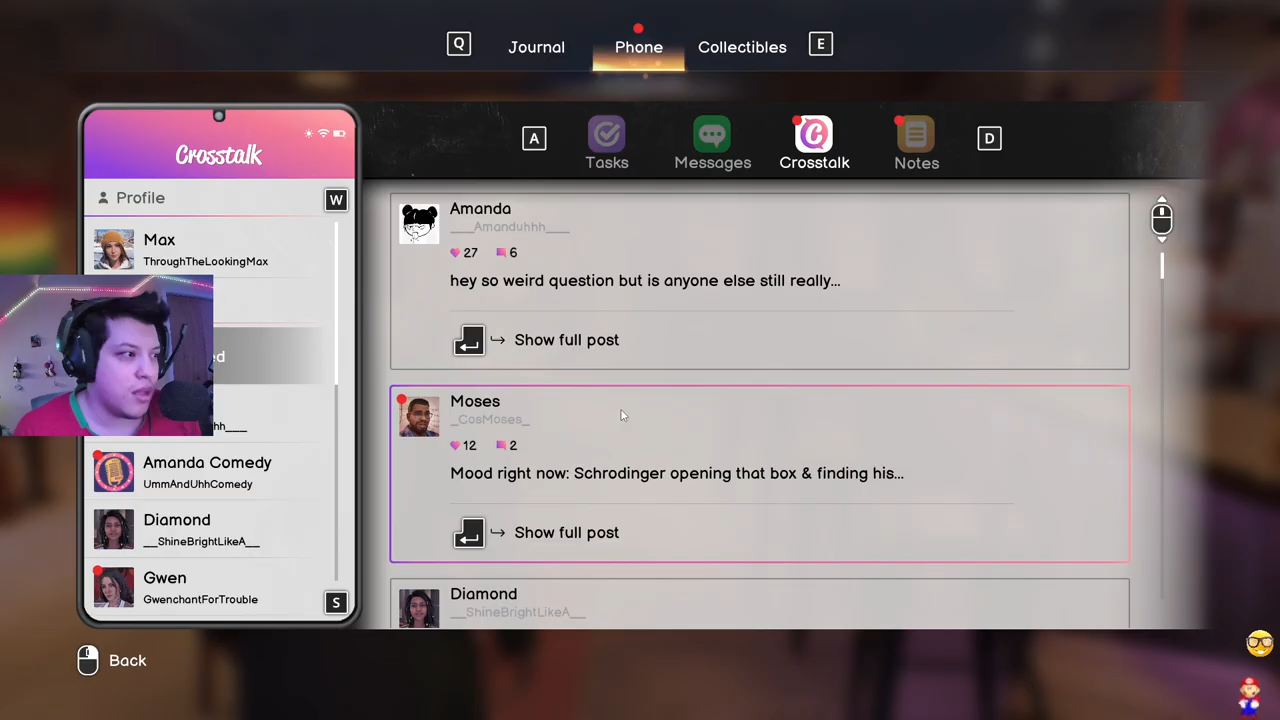 Q Journal Phone Collectibles E
A Tasks Messages Crosstalk Notes D
Crosstalk
Profile W
Max
ThroughTheLookingMax
Amanda Comedy
UmmAndUhhComedy
Diamond
__ShineBrightLikeA__
Gwen
GwenchantForTrouble
S
Amanda
____Amanduhhh____
27 6
hey so weird question but is anyone else still really...
Show full post
Moses
_CosMoses_
12 2
Mood right now: Schrodinger opening that box & finding his...
Show full post
Diamond
__ShineBrightLikeA__
Back